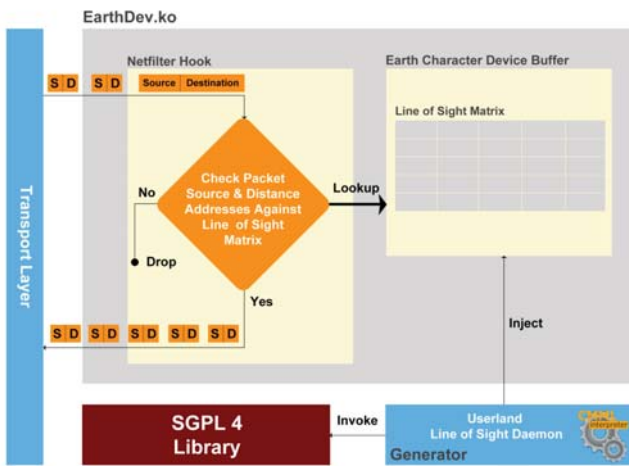 EarthDev.ko
Netfilter Hook
Earth Character Device Buffer
S D
S D
Source Destination
Line of Sight Matrix
Transport Layer
Check Packet
Source & Distance
Addresses Against
Line of Sight
Matrix
No
Lookup
Drop
Yes
S D
S D
S D
S D
S D
Inject
SGPL 4
Library
Invoke
Userland
Line of Sight Daemon
Generator
interpreter